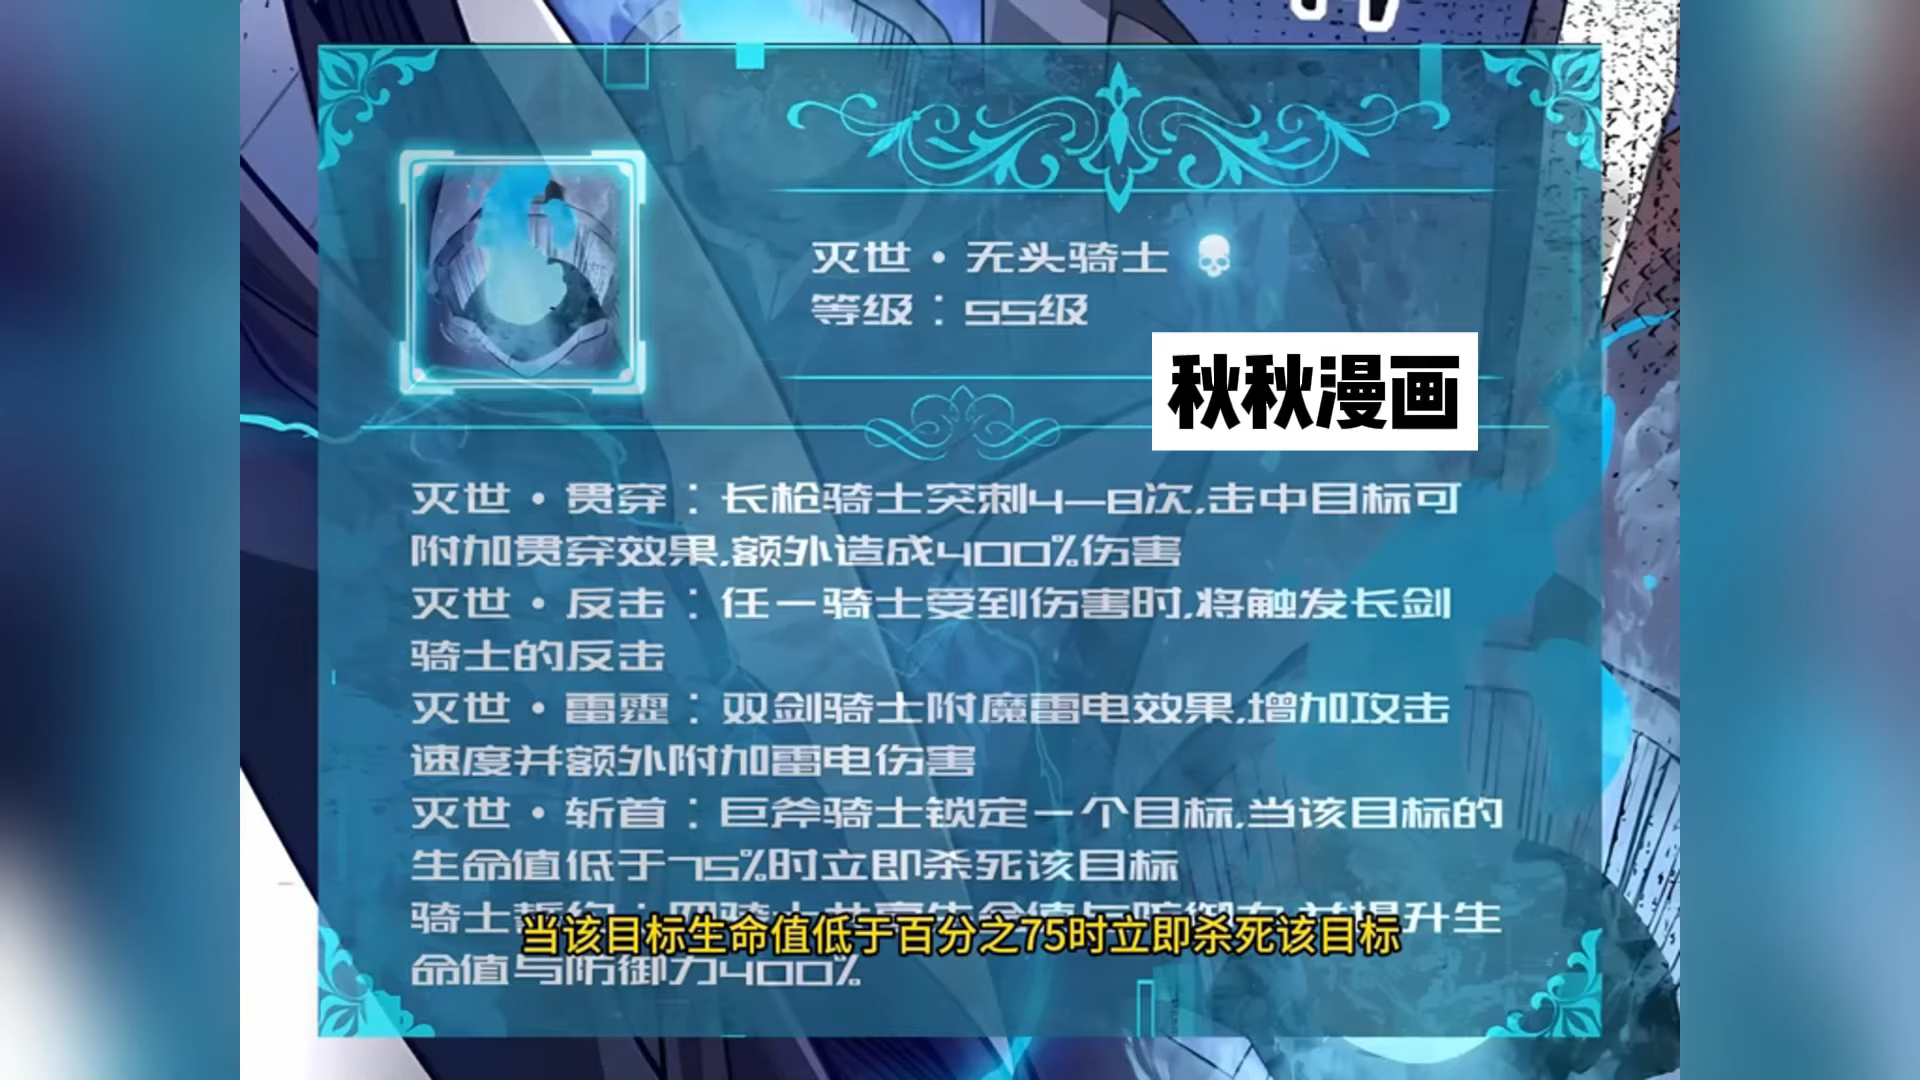 灭世·无头骑士
等级：55级
秋秋漫画
灭世·贯穿：长枪骑士突刺4—8次,击中目标可
附加贯穿效果,额外造成400%伤害
灭世·反击：任一骑士受到伤害时,将触发长剑
骑士的反击
灭世·雷霆：双剑骑士附魔雷电效果,增加攻击
速度并额外附加雷电伤害
灭世·斩首：巨斧骑士锁定一个目标,当该目标的
生命值低于75%时立即杀死该目标
骑士 升生
当该目标生命值低于百分之75时立即杀死该目标
命值与防御力400%